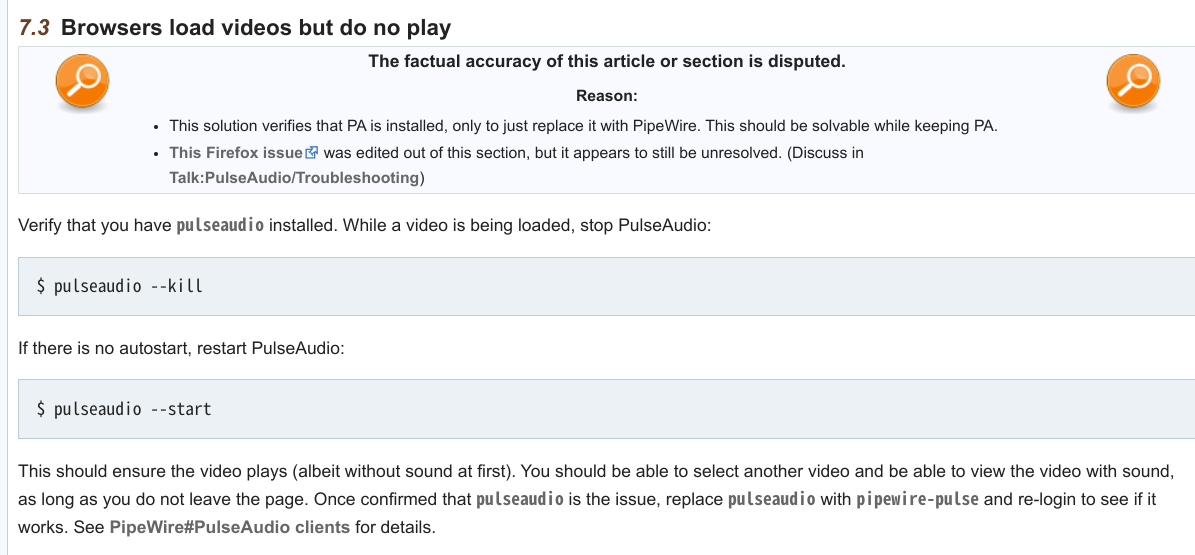 7.3 Browsers load videos but do no play
The factual accuracy of this article or section is disputed.
Reason:
• This solution verifies that PA is installed, only to just replace it with PipeWire. This should be solvable while keeping PA.
• This Firefox issue was edited out of this section, but it appears to still be unresolved. (Discuss in
Talk:PulseAudio/Troubleshooting)
Verify that you have pulseaudio installed. While a video is being loaded, stop PulseAudio:
$ pulseaudio --kill
If there is no autostart, restart PulseAudio:
$ pulseaudio --start
This should ensure the video plays (albeit without sound at first). You should be able to select another video and be able to view the video with sound,
as long as you do not leave the page. Once confirmed that pulseaudio is the issue, replace pulseaudio with pipewire-pulse and re-login to see if it
works. See PipeWire#PulseAudio clients for details.